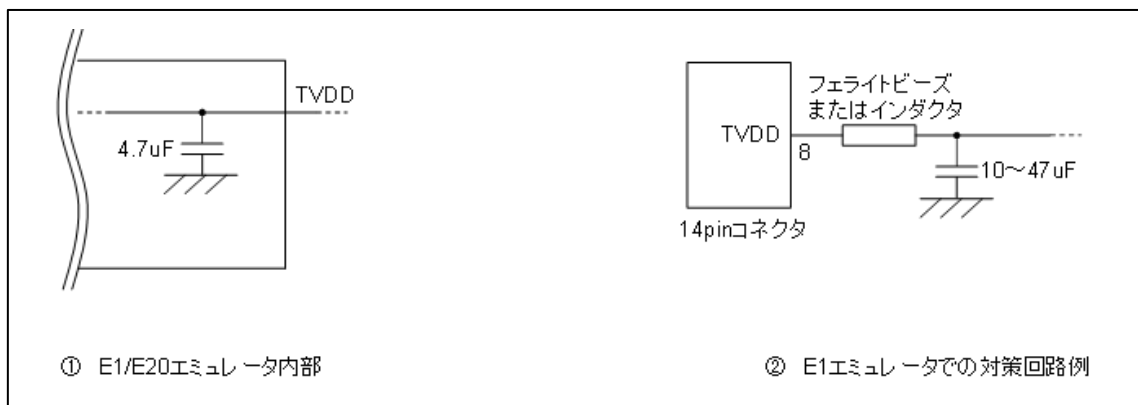 TVDD
4.7uF
① E1/E20エミュレータ内部
フェライトビーズ
またはインダクタ
TVDD
8
10～47uF
14pinコネクタ
② E1エミュレータでの対策回路例